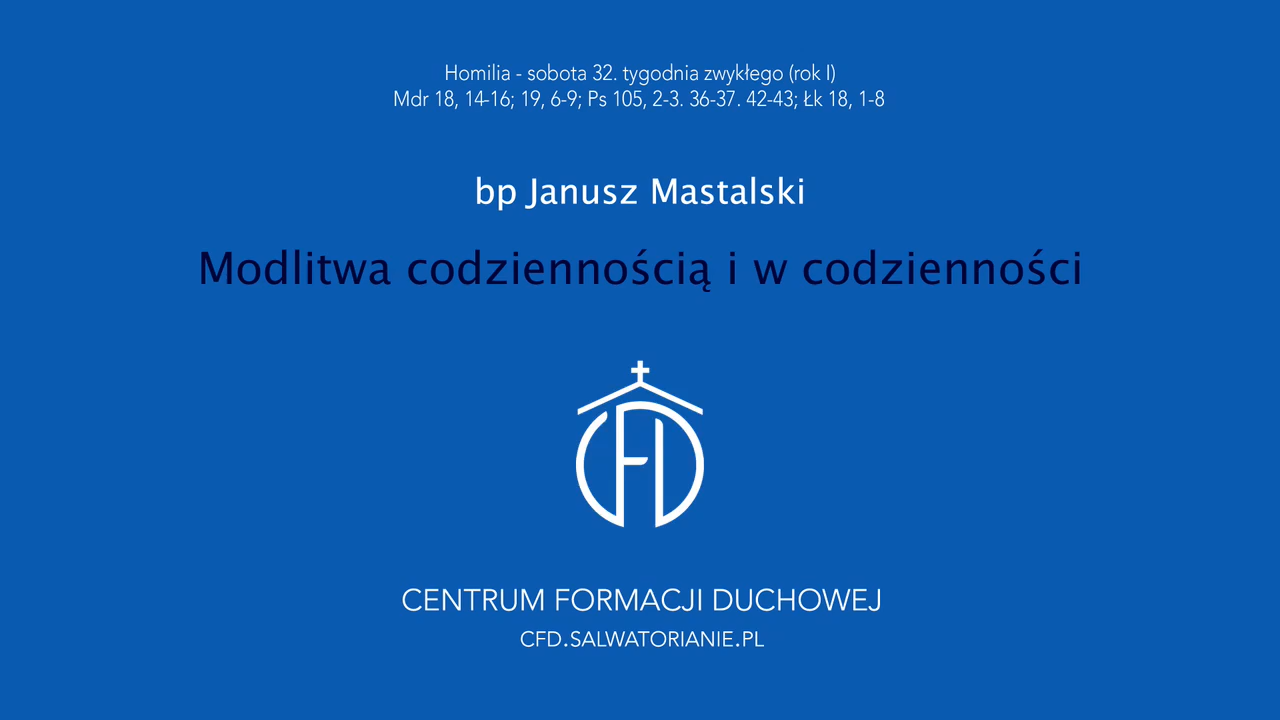 Homilia - sobota 32. tygodnia zwykłego (rok I)
Mdr 18, 14-16; 19, 6-9; Ps 105, 2-3. 36-37. 42-43; Łk 18, 1-8
bp Janusz Mastalski
Modlitwa codziennością i w codzienności
CFD
CENTRUM FORMACJI DUCHOWEJ
CFD.SALWATORIANIE.PL